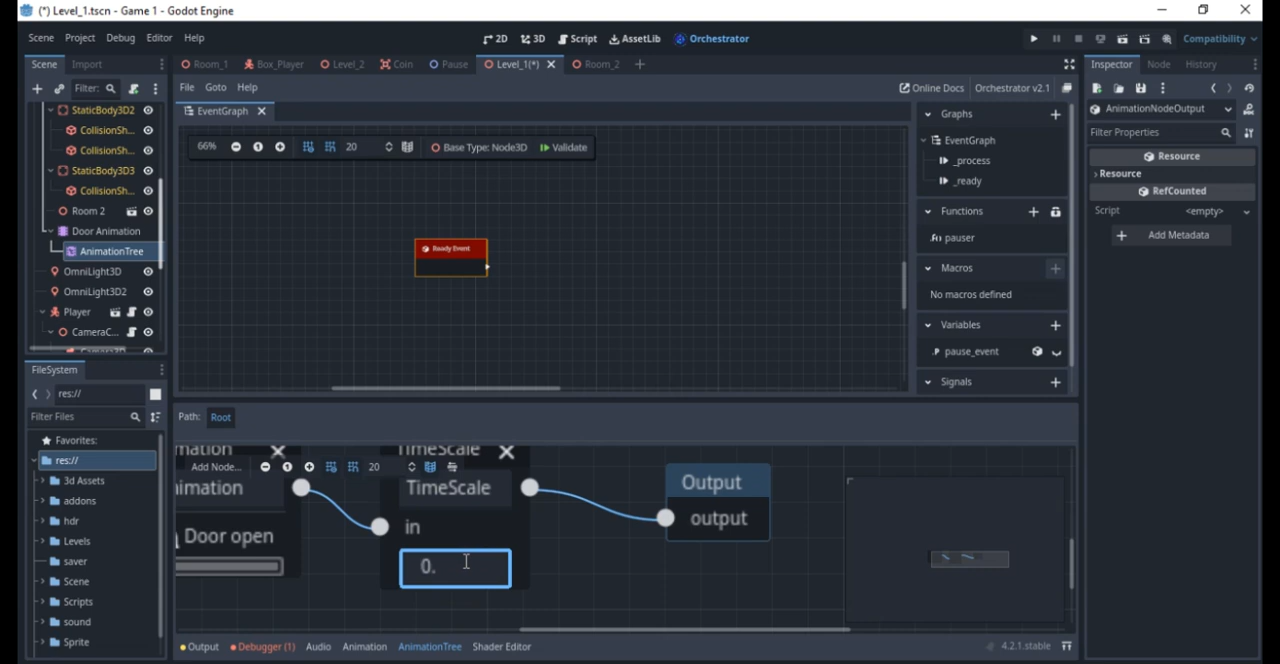 (*) Level_1.tscn - Game 1 - Godot Engine
Scene Project Debug Editor Help
2D 3D Script AssetLib Orchestrator
Compatibility
Scene Import
Filter:
StaticBody3D2
CollisionSh...
CollisionSh...
StaticBody3D3
CollisionSh...
Room 2
Door Animation
AnimationTree
OmniLight3D
OmniLight3D2
Player
CameraC...
FileSystem
res://
Filter Files
Favorites:
res://
3d Assets
addons
hdr
Levels
saver
Scene
Scripts
sound
Sprite
Room_1 Box_Player Level_2 Coin Pause Level_1(*) Room_2
File Goto Help
Online Docs Orchestrator v2.1
EventGraph
66% 20 Base Type: Node3D Validate
Ready Event
Graphs
EventGraph
_process
_ready
Functions
pauser
Macros
No macros defined
Variables
pause_event
Signals
Path: Root
Add Node... 20
TimeScale
in
0.
Door open
Output
output
Output Debugger (1) Audio Animation AnimationTree Shader Editor
4.2.1.stable
Inspector Node History
AnimationNodeOutput
Filter Properties
Resource
Resource
RefCounted
Script <empty>
Add Metadata